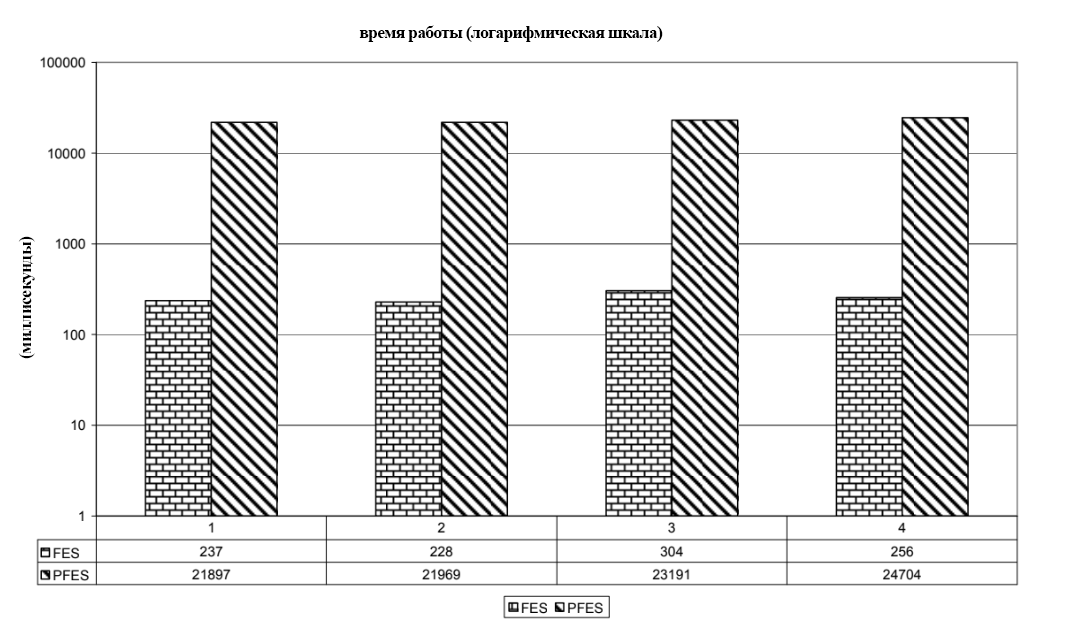 время работы (логарифмическая шкала)
100000
10000
1000
100
10
1
(миллисекунды)
1 2 3 4
FES 237 228 304 256
PFES 21897 21969 23191 24704
FES PFES